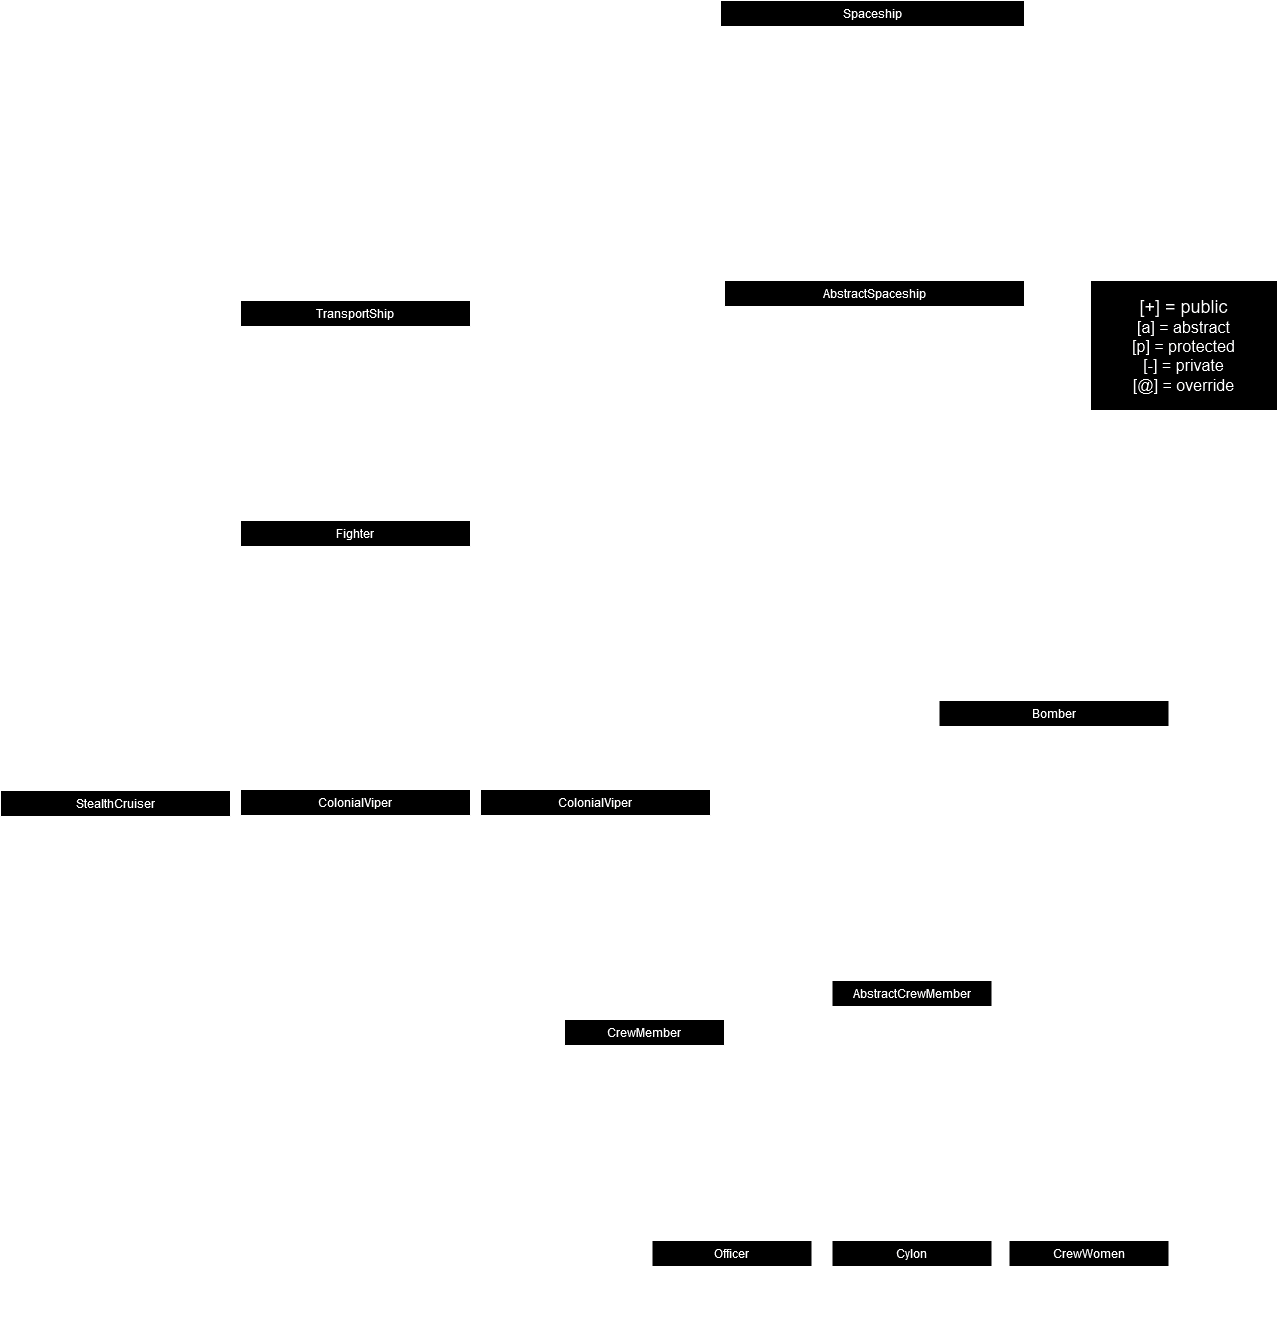 Spaceship
AbstractSpaceship
TransportShip
[+] = public
[a] = abstract
[p] = protected
[-] = private
[@] = override
Fighter
Bomber
StealthCruiser
ColonialViper
ColonialViper
AbstractCrewMember
CrewMember
Officer
Cylon
CrewWomen